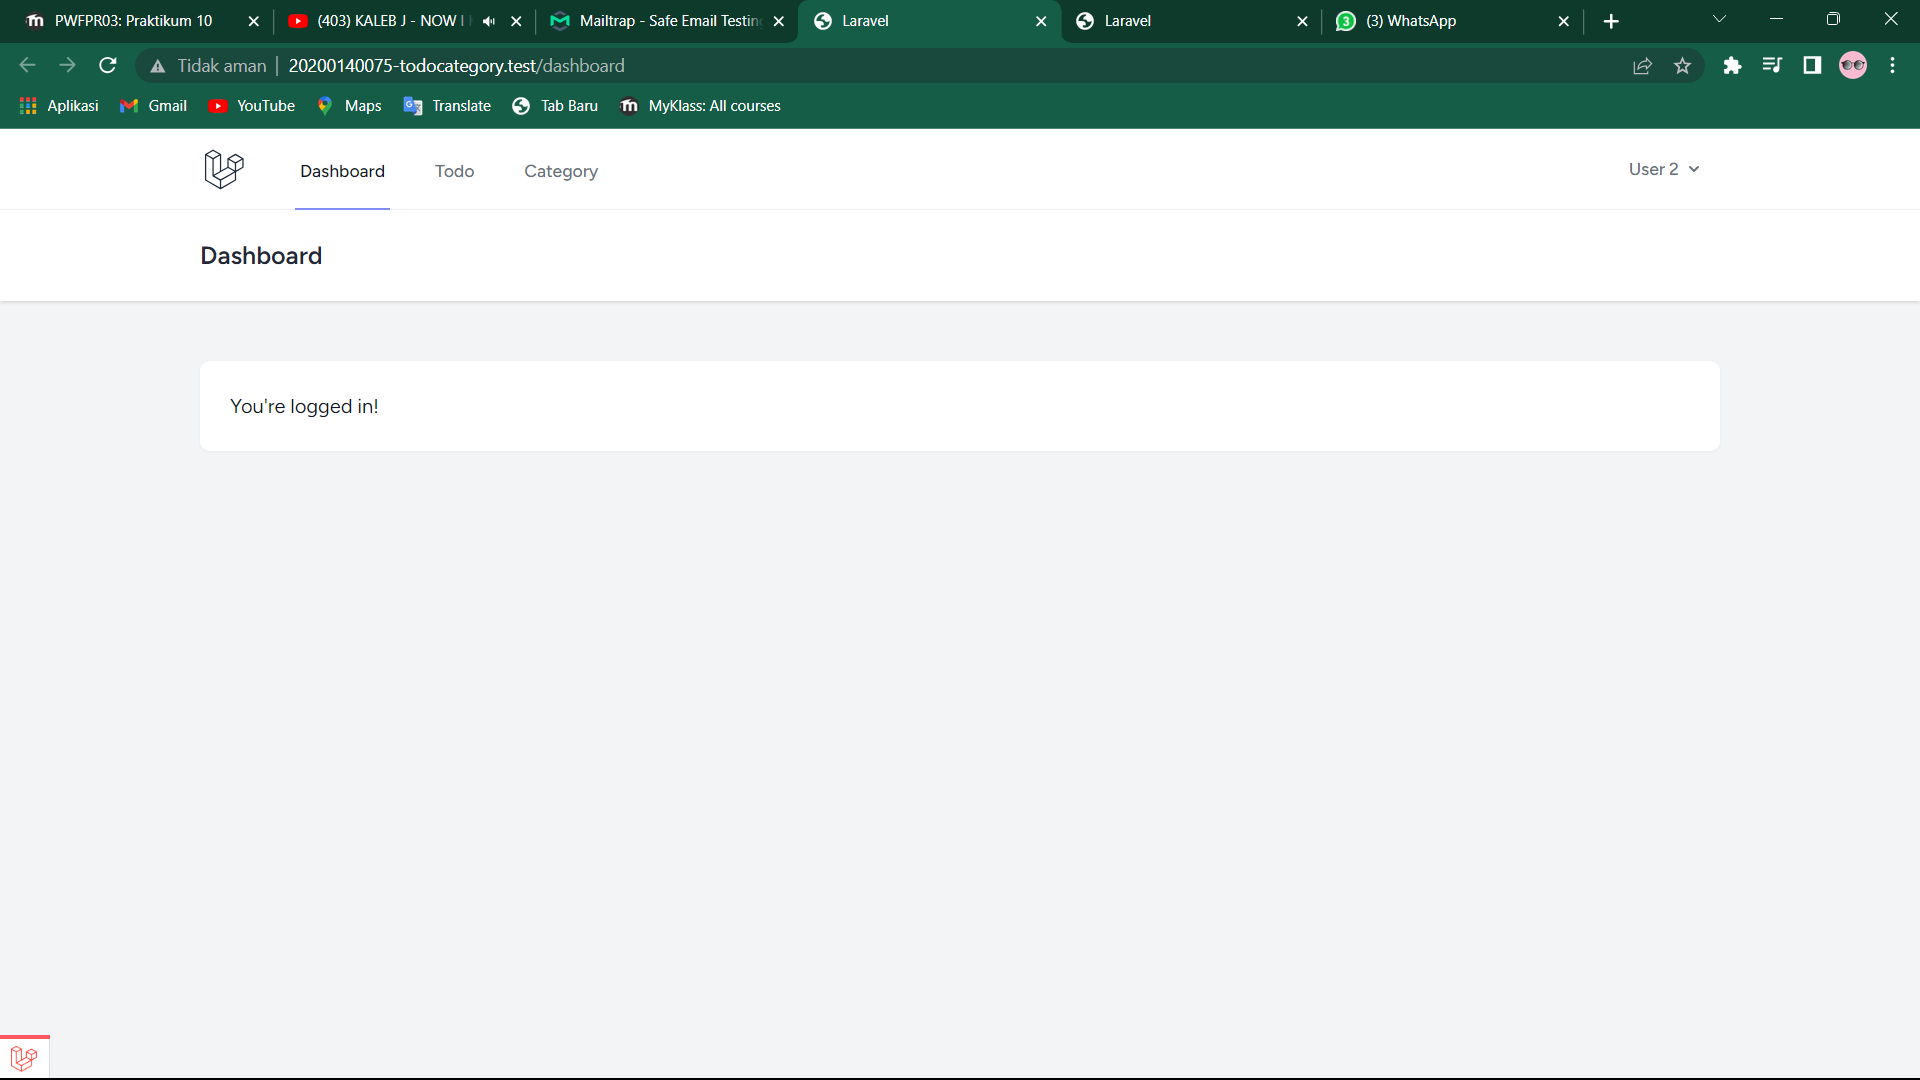 PWFPR03: Praktikum 10
(403) KALEB J - NOW I
Mailtrap - Safe Email Testing
Laravel
Laravel
(3) WhatsApp
Tidak aman
20200140075-todocategory.test/dashboard
Aplikasi
Gmail
YouTube
Maps
Translate
Tab Baru
MyKlass: All courses
Dashboard
Todo
Category
User 2
Dashboard
You're logged in!